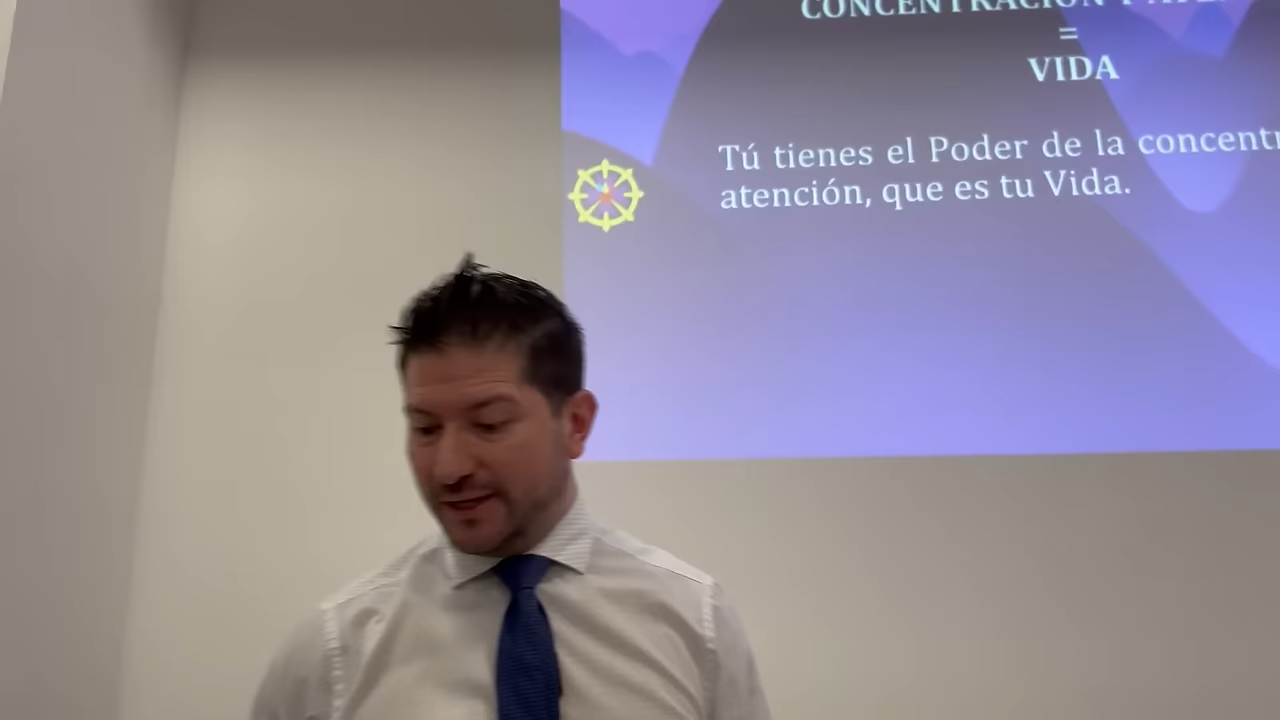 CONCENTRACIÓN Y
=
VIDA
Tú tienes el Poder de la
atención, que es tu Vida.